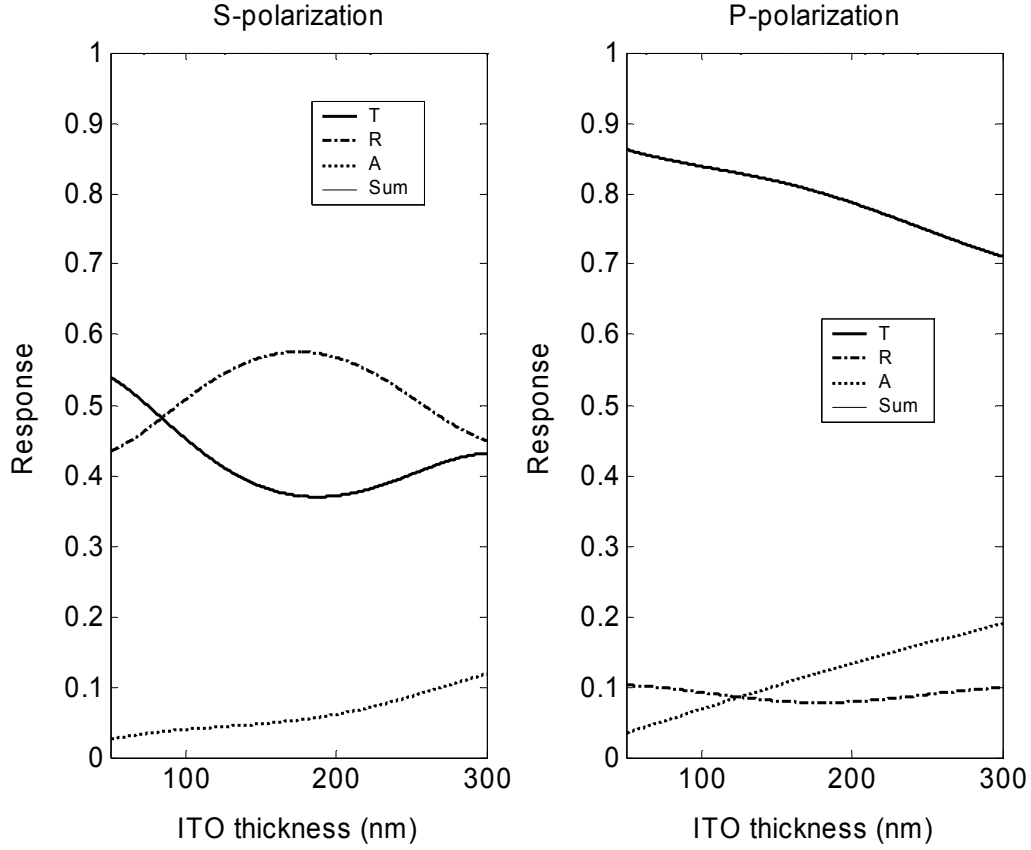 S-polarization
1
0.9
0.8
0.7
0.6
0.5
0.4
0.3
0.2
0.1
0
Response
T
R
A
Sum
100
200
300
ITO thickness (nm)
P-polarization
1
0.9
0.8
0.7
0.6
0.5
0.4
0.3
0.2
0.1
0
Response
T
R
A
Sum
100
200
300
ITO thickness (nm)